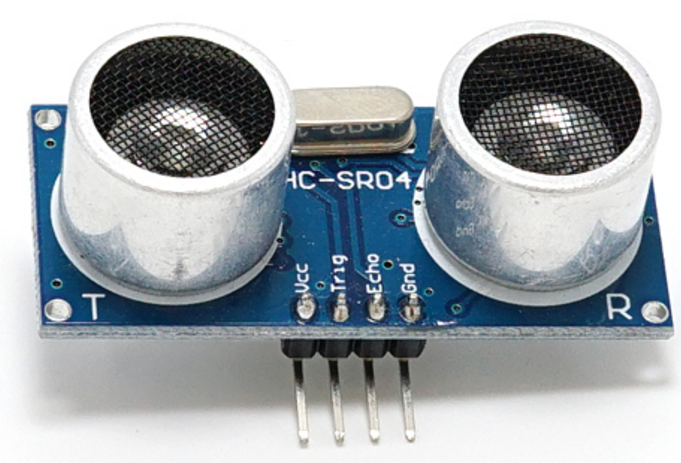 HC-SR04
Vcc
Trig
Echo
Gnd
T
R